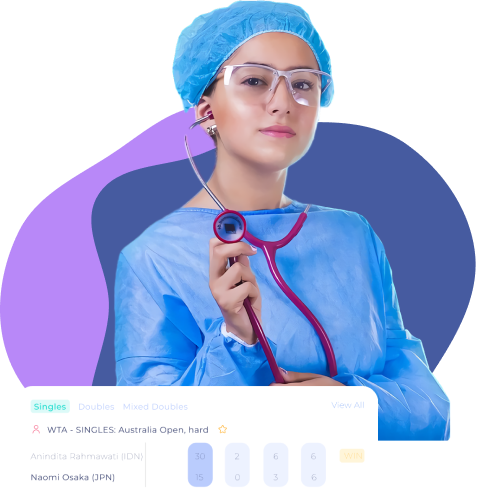 Singles Doubles Mixed Doubles View All
WTA - SINGLES: Australia Open, hard
Anindita Rahmawati (IDN) 30 2 6 6
Naomi Osaka (JPN) 15 0 3 6